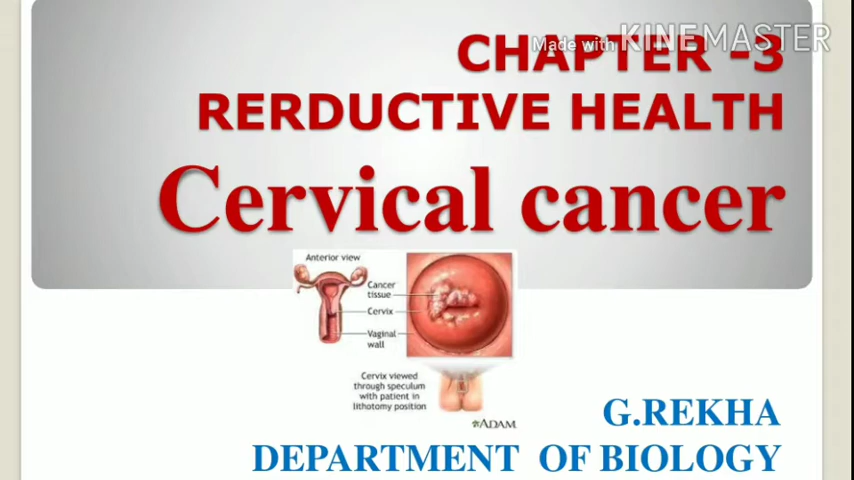 Made with KINEMASTER
CHAPTER -3
RERDUCTIVE HEALTH
Cervical cancer
Anterior view
Cancer
tissue
Cervix
Vaginal
wall
Cervix viewed
through speculum
with patient in
lithotomy position
ADAM
G.REKHA
DEPARTMENT OF BIOLOGY